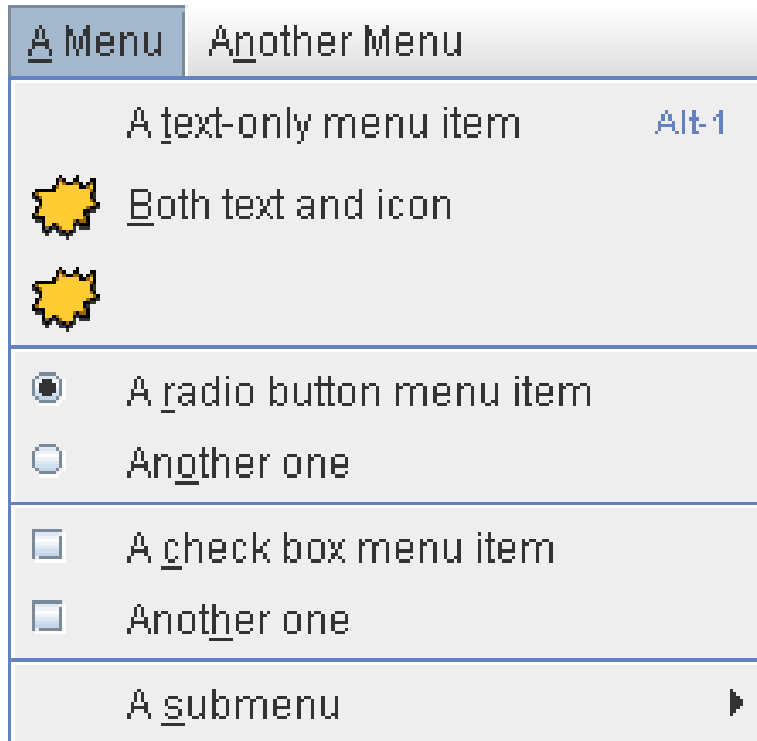 A Menu Another Menu
A text-only menu item Alt-1
Both text and icon
A radio button menu item
Another one
A check box menu item
Another one
A submenu